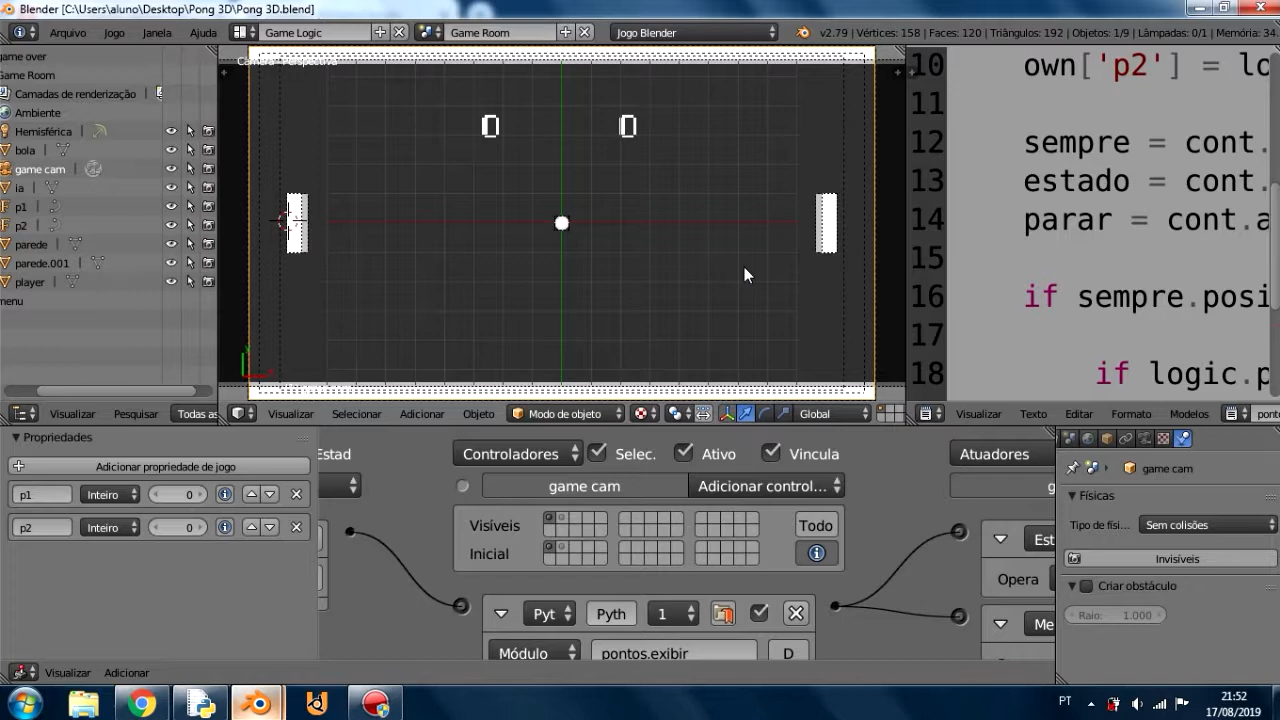 Blender [C:\Users\aluno\Desktop\Pong 3D\Pong 3D.blend]
Arquivo Jogo Janela Ajuda Game Logic Game Room Jogo Blender v2.79 | Vértices: 158 | Faces: 120 | Triângulos: 192 | Objetos: 1/9 | Lâmpadas: 0/1 | Memória: 34.
game over
Game Room
Camadas de renderização
Ambiente
Hemisférica
bola
game cam
ia
p1
p2
parede
parede.001
player
menu
0 0
10 own['p2'] = lo
11
12 sempre = cont.
13 estado = cont.
14 parar = cont.a
15
16 if sempre.posi
17
18 if logic.p
Visualizar Pesquisar Todas as
Visualizar Selecionar Adicionar Objeto Modo de objeto Global
Visualizar Texto Editar Formato Modelos pont
Propriedades
Adicionar propriedade de jogo
p1 Inteiro 0
p2 Inteiro 0
Estad
Controladores Selec. Ativo Vincula
game cam Adicionar control...
Visíveis Todo
Inicial
Pyt Pyth 1
Módulo pontos.exibir D
Atuadores
g
Est
Opera
Me
game cam
Físicas
Tipo de físi... Sem colisões
Invisíveis
Criar obstáculo
Raio: 1.000
Visualizar Adicionar
PT
21:52
17/08/2019